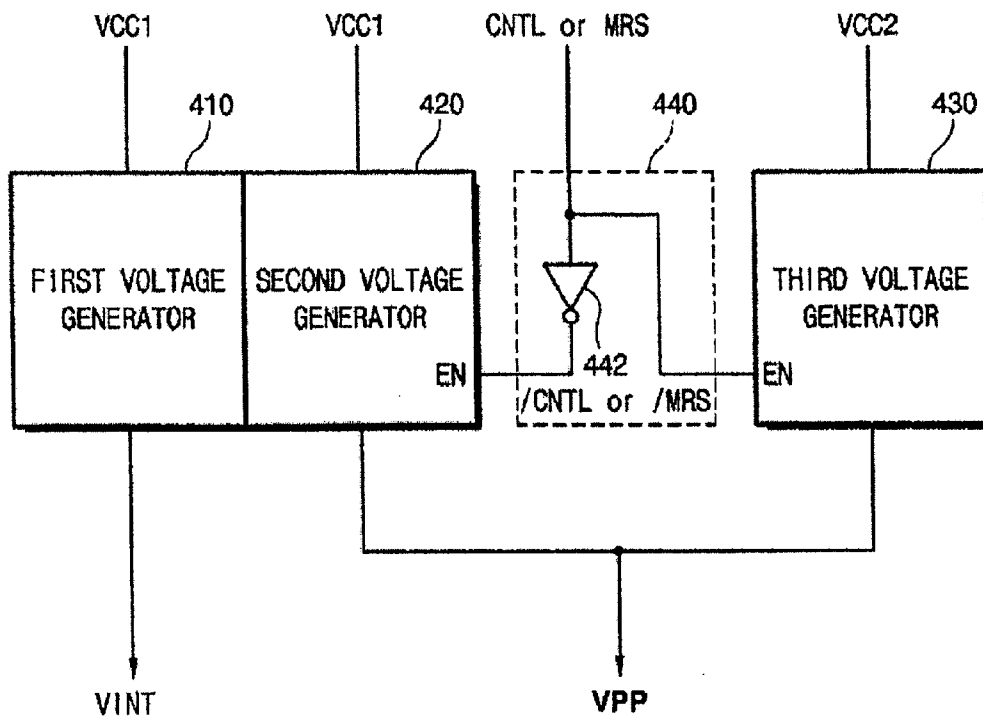 VCC1
VCC1
CNTL or MRS
VCC2
410
420
440
430
FIRST VOLTAGE
GENERATOR
SECOND VOLTAGE
GENERATOR
THIRD VOLTAGE
GENERATOR
EN
442
EN
/CNTL or /MRS
VINT
VPP